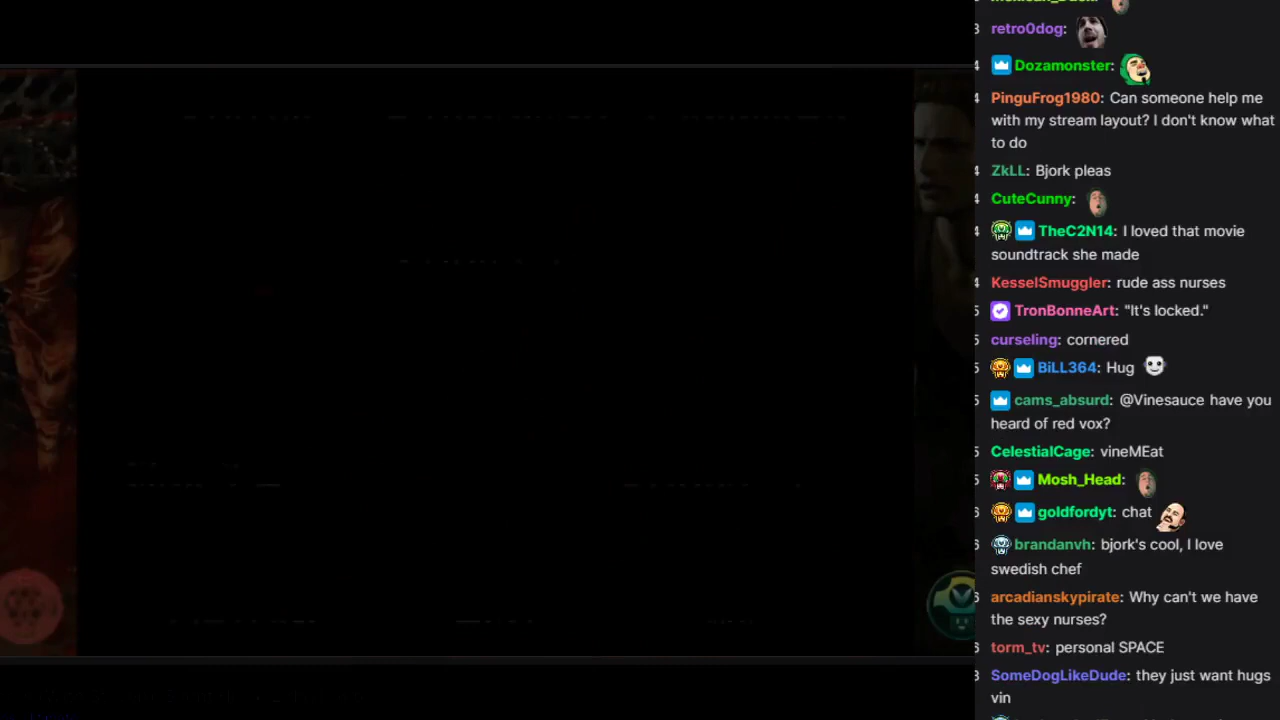 retro0dog:
Dozamonster:
PinguFrog1980: Can someone help me
with my stream layout? I don't know what
to do
ZkLL: Bjork pleas
CuteCunny:
TheC2N14: I loved that movie
soundtrack she made
KesselSmuggler: rude ass nurses
TronBonneArt: "It's locked."
curseling: cornered
BiLL364: Hug
cams_absurd: @Vinesauce have you
heard of red vox?
CelestialCage: vineMEat
Mosh_Head:
goldfordyt: chat
brandanvh: bjork's cool, I love
swedish chef
arcadianskypirate: Why can't we have
the sexy nurses?
torm_tv: personal SPACE
SomeDogLikeDude: they just want hugs
vin